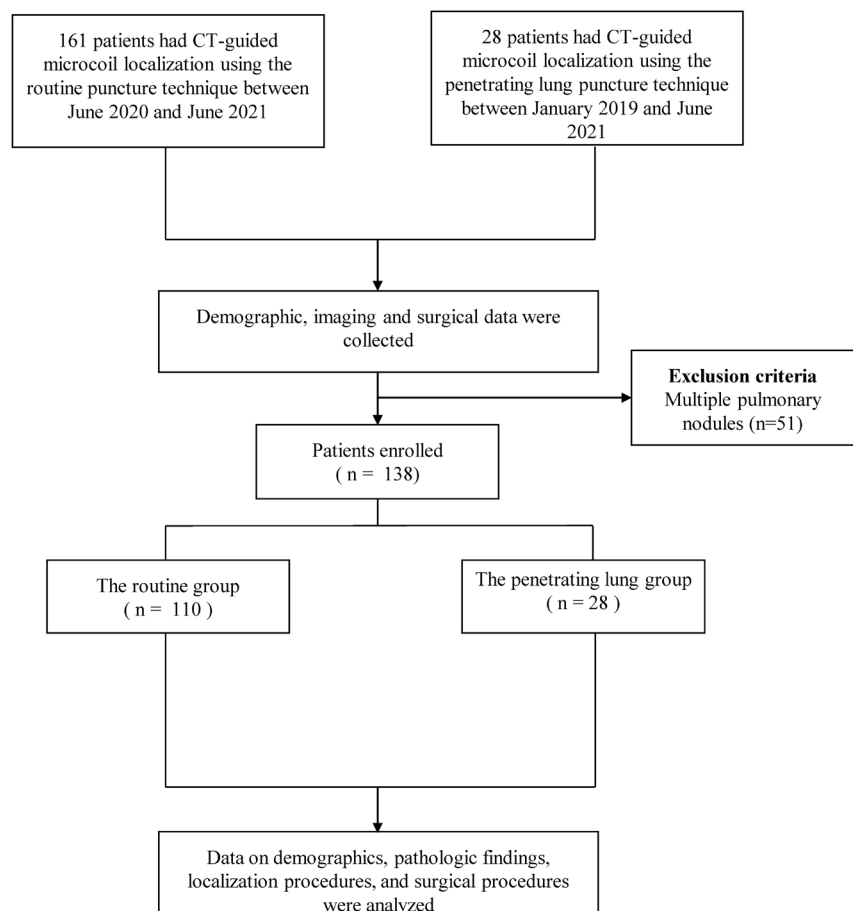 161 patients had CT-guided
microcoil localization using the
routine puncture technique between
June 2020 and June 2021
28 patients had CT-guided
microcoil localization using the
penetrating lung puncture technique
between January 2019 and June
2021
Demographic, imaging and surgical data were
collected
Exclusion criteria
Multiple pulmonary
nodules (n=51)
Patients enrolled
( n = 138)
The routine group
( n = 110 )
The penetrating lung group
( n = 28 )
Data on demographics, pathologic findings,
localization procedures, and surgical procedures
were analyzed